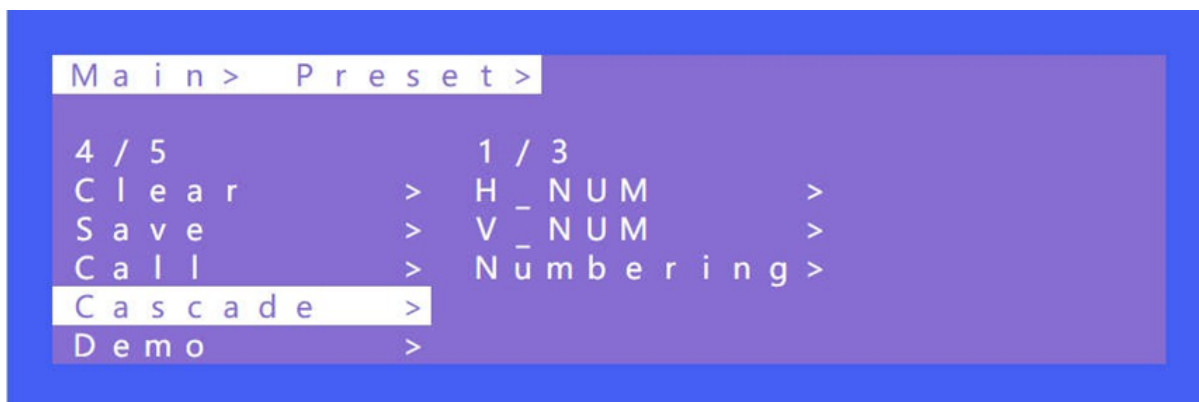 Main> Preset>
4/5 1/3
Clear > H_NUM >
Save > V_NUM >
Call > Numbering>
Cascade >
Demo >